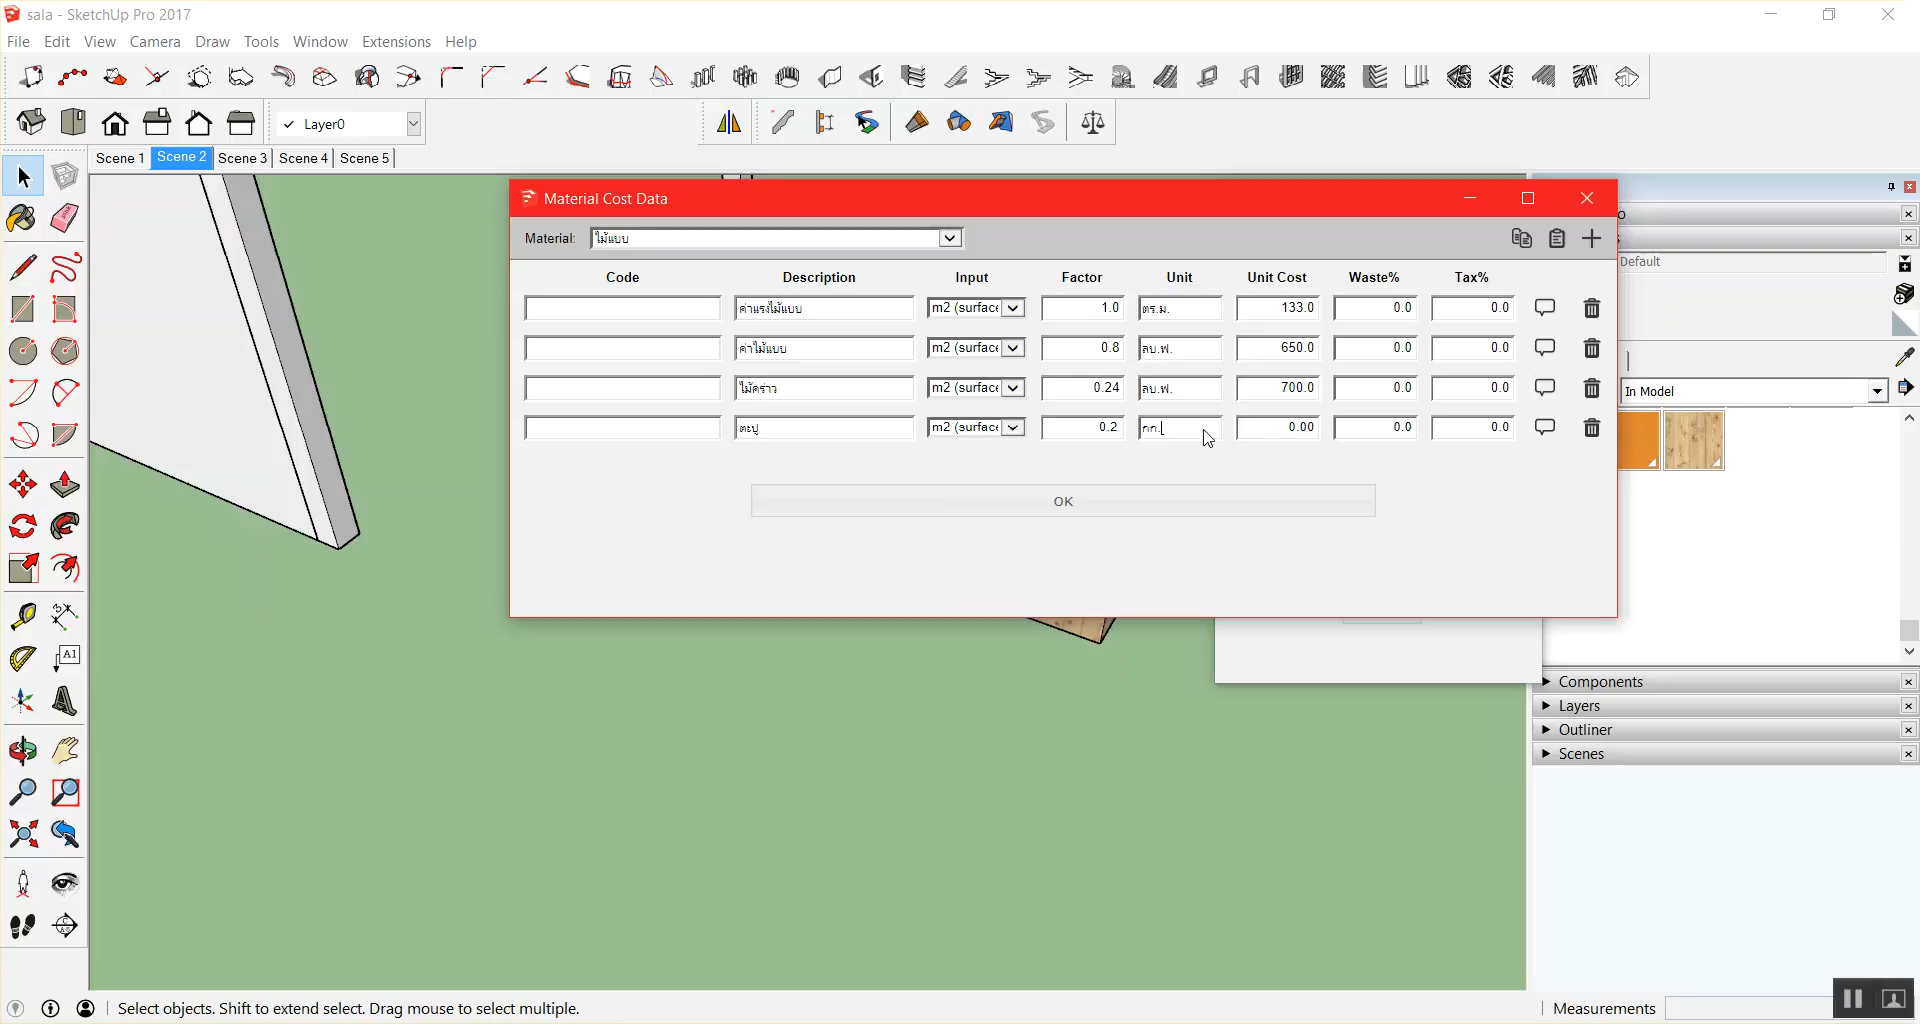 sala - SketchUp Pro 2017
File Edit View Camera Draw Tools Window Extensions Help
Layer0
Scene 1 Scene 2 Scene 3 Scene 4 Scene 5
Material Cost Data
Material: ไม้แบบ
Code Description Input Factor Unit Unit Cost Waste% Tax%
ค่าแรงไม้แบบ m2 (surfac 1.0 ตร.ม. 133.0 0.0 0.0
ค่าไม้แบบ m2 (surfac 0.8 ลบ.ฟ. 650.0 0.0 0.0
ไม้คร่าว m2 (surfac 0.24 ลบ.ฟ. 700.0 0.0 0.0
ตะปู m2 (surfac 0.2 กก. 0.00 0.0 0.0
OK
Default
In Model
Components
Layers
Outliner
Scenes
A1
Select objects. Shift to extend select. Drag mouse to select multiple.
Measurements